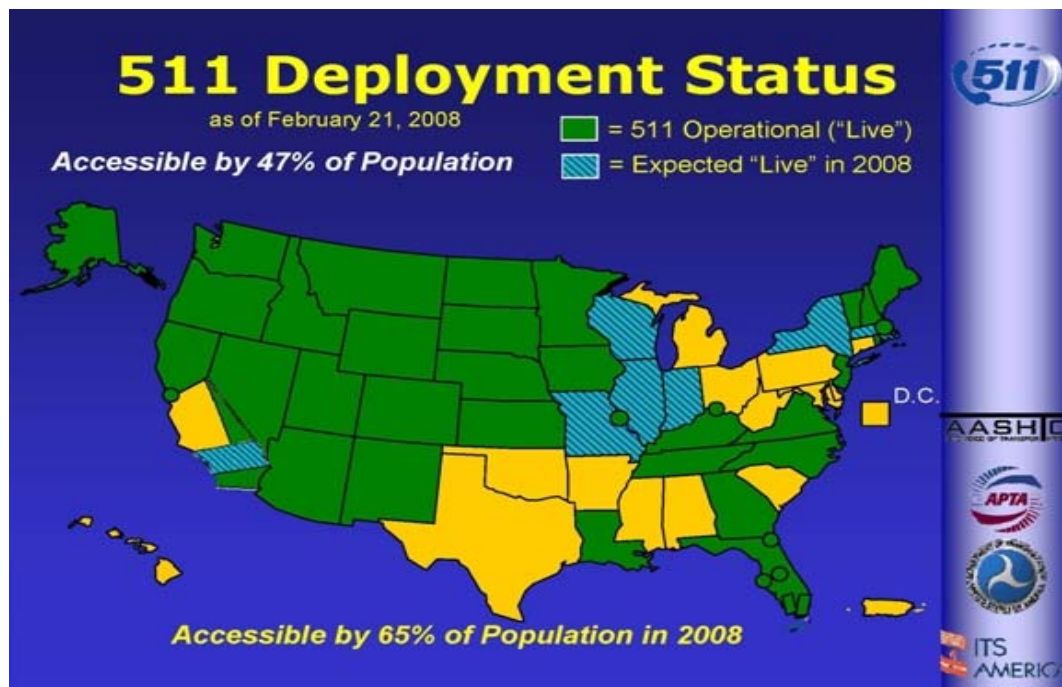 511 Deployment Status
as of February 21, 2008
Accessible by 47% of Population
= 511 Operational ("Live")
= Expected "Live" in 2008
511
D.C.
AASHTO
APTA
ITS
AMERIC
Accessible by 65% of Population in 2008